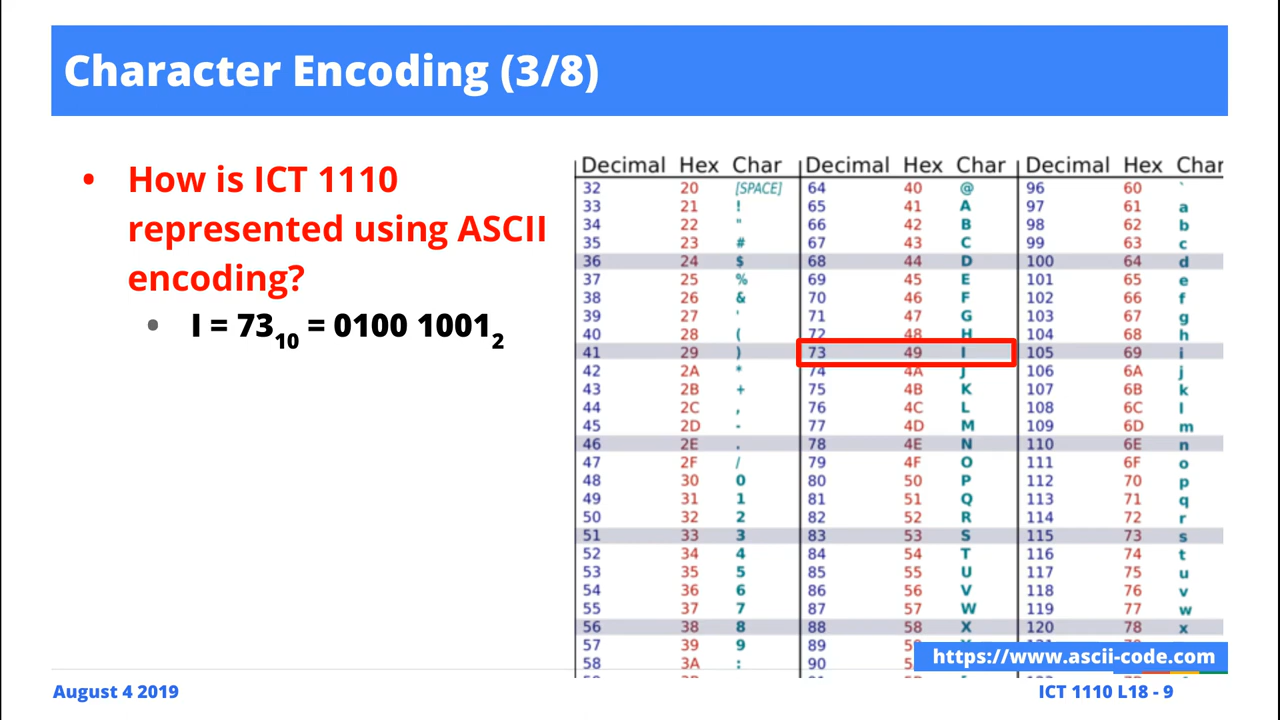 Character Encoding (3/8)
• How is ICT 1110
represented using ASCII
encoding?
• I = 73₁₀ = 0100 1001₂
Decimal Hex Char Decimal Hex Char Decimal Hex Char
32 20 [SPACE] 64 40 @ 96 60 `
33 21 ! 65 41 A 97 61 a
34 22 " 66 42 B 98 62 b
35 23 # 67 43 C 99 63 c
36 24 $ 68 44 D 100 64 d
37 25 % 69 45 E 101 65 e
38 26 & 70 46 F 102 66 f
39 27 ' 71 47 G 103 67 g
40 28 ( 72 48 H 104 68 h
41 29 ) 73 49 I 105 69 i
42 2A * 74 4A J 106 6A j
43 2B + 75 4B K 107 6B k
44 2C , 76 4C L 108 6C l
45 2D - 77 4D M 109 6D m
46 2E . 78 4E N 110 6E n
47 2F / 79 4F O 111 6F o
48 30 0 80 50 P 112 70 p
49 31 1 81 51 Q 113 71 q
50 32 2 82 52 R 114 72 r
51 33 3 83 53 S 115 73 s
52 34 4 84 54 T 116 74 t
53 35 5 85 55 U 117 75 u
54 36 6 86 56 V 118 76 v
55 37 7 87 57 W 119 77 w
56 38 8 88 58 X 120 78 x
57 39 9 89
58 3A : 90
https://www.ascii-code.com
August 4 2019
ICT 1110 L18 - 9